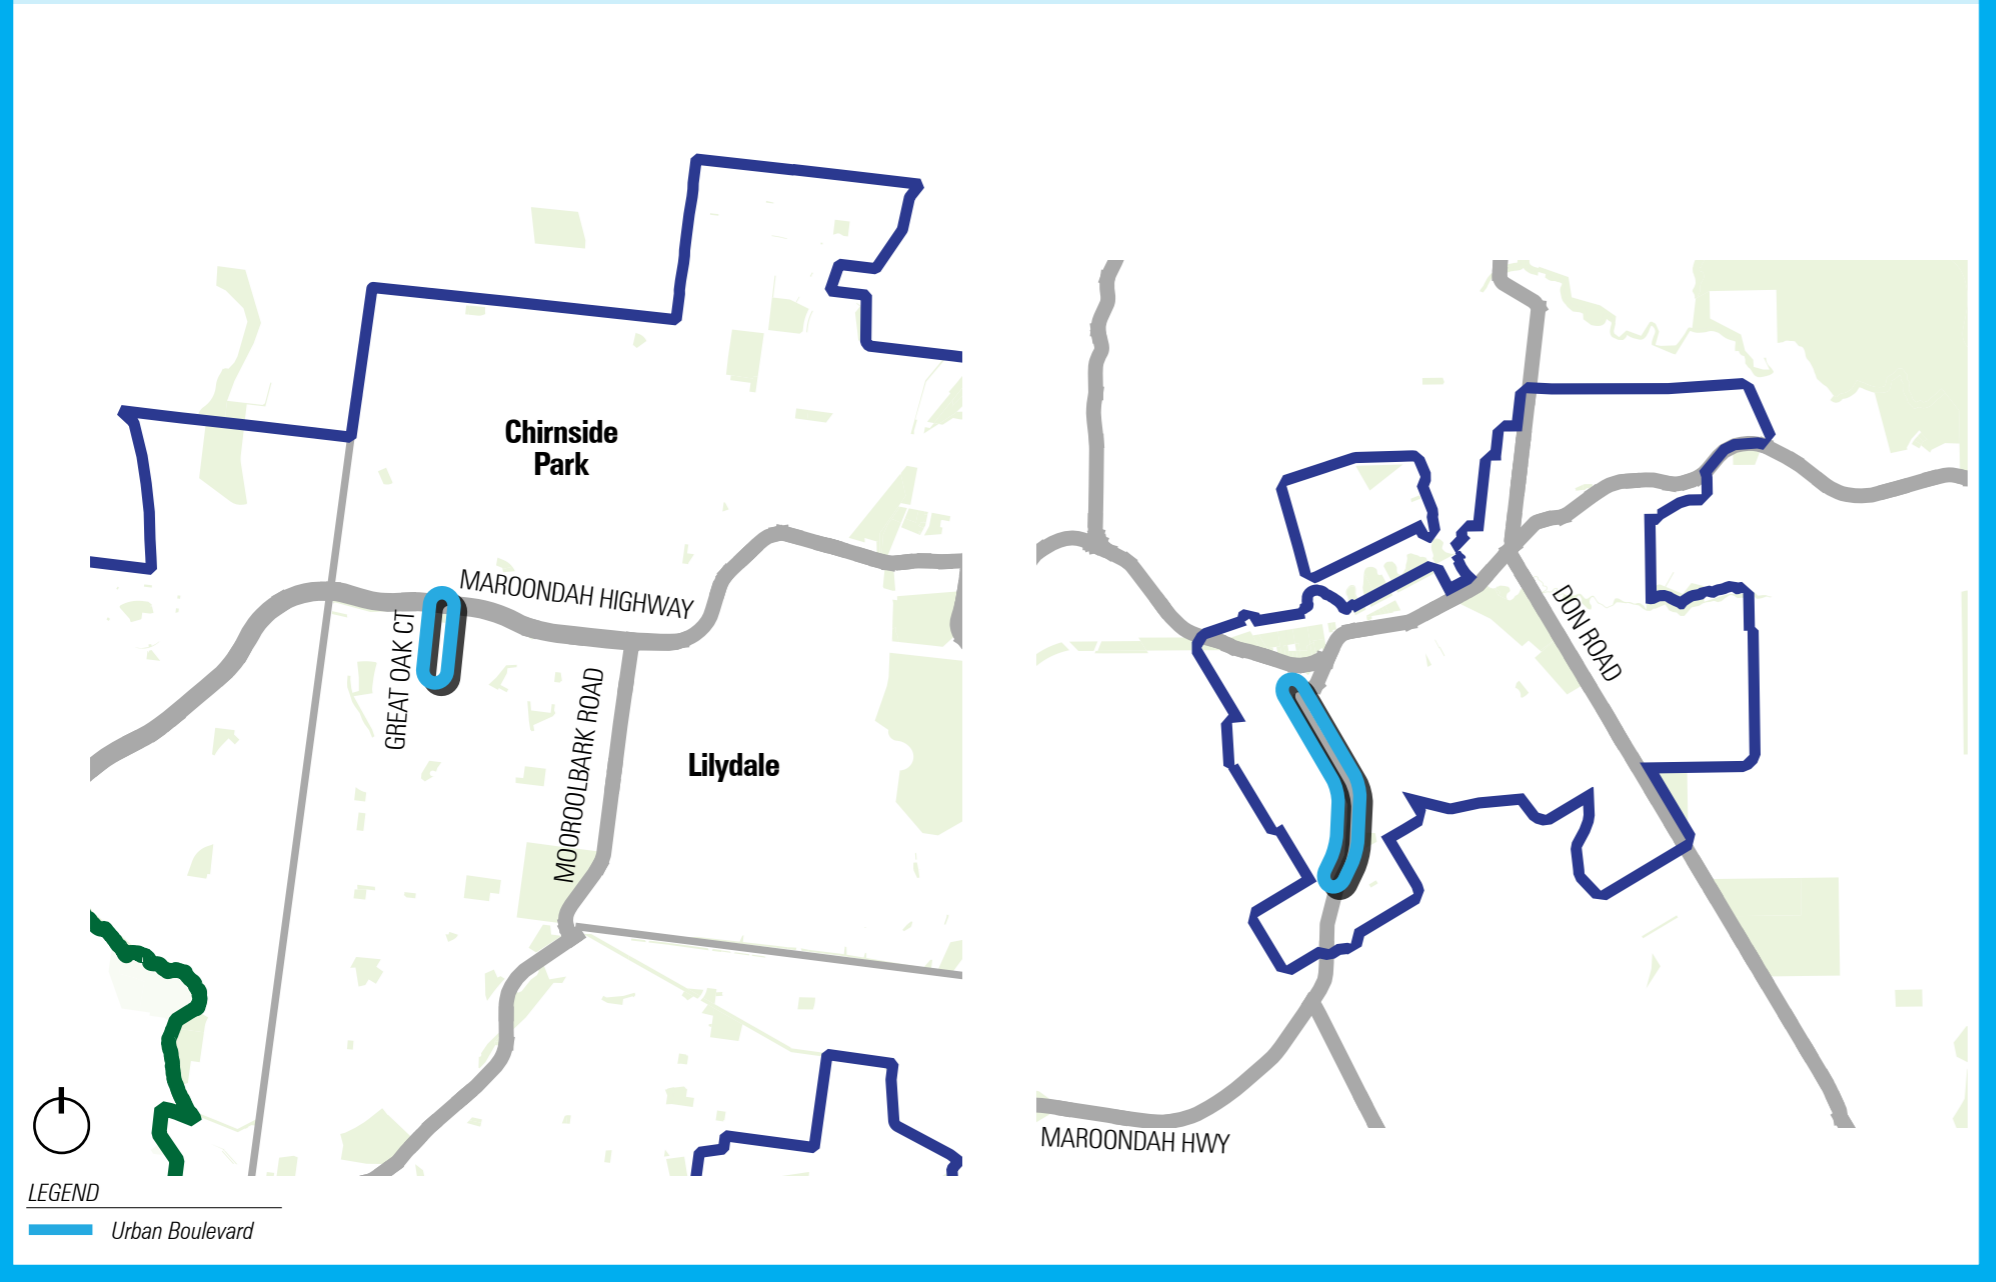 Chirnside
Park
MAROONDAH HIGHWAY
GREAT OAK CT
MOOROOLBARK ROAD
Lilydale
DON ROAD
MAROONDAH HWY
LEGEND
Urban Boulevard